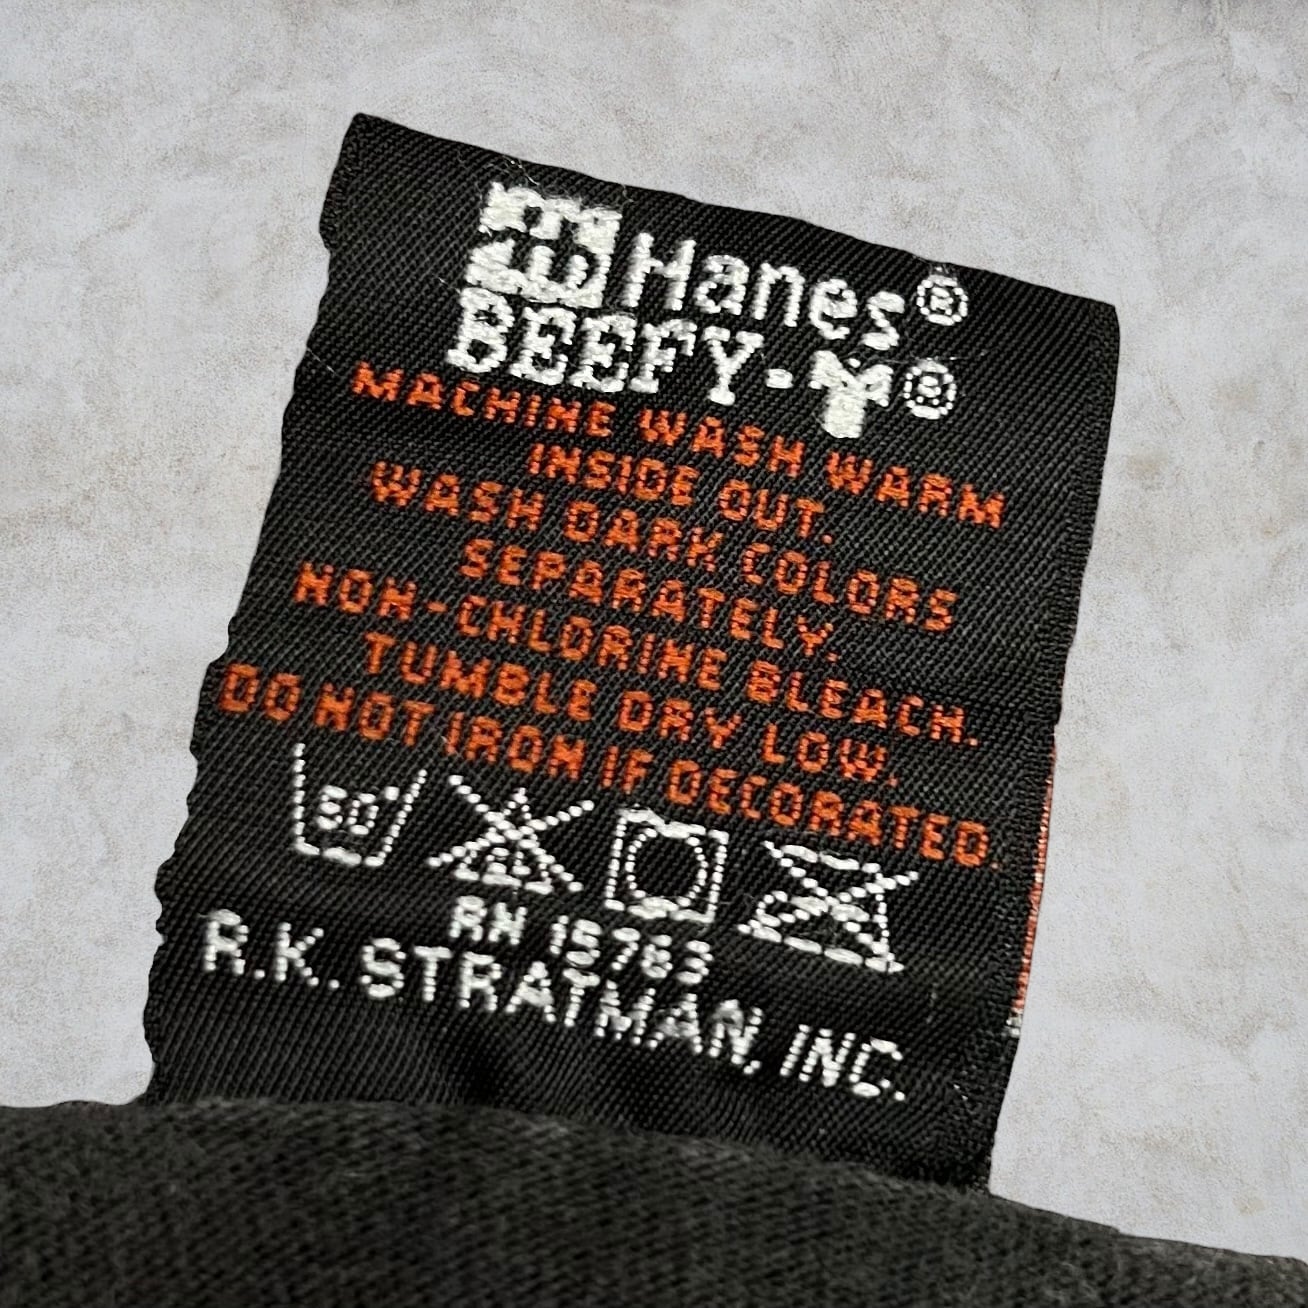 Hanes®
BEEFY-T®
MACHINE WASH WARM
INSIDE OUT.
WASH DARK COLORS
SEPARATELY.
NON-CHLORINE BLEACH.
TUMBLE DRY LOW.
DO NOT IRON IF DECORATED.
50°
RN 15763
R.K. STRATMAN, INC.